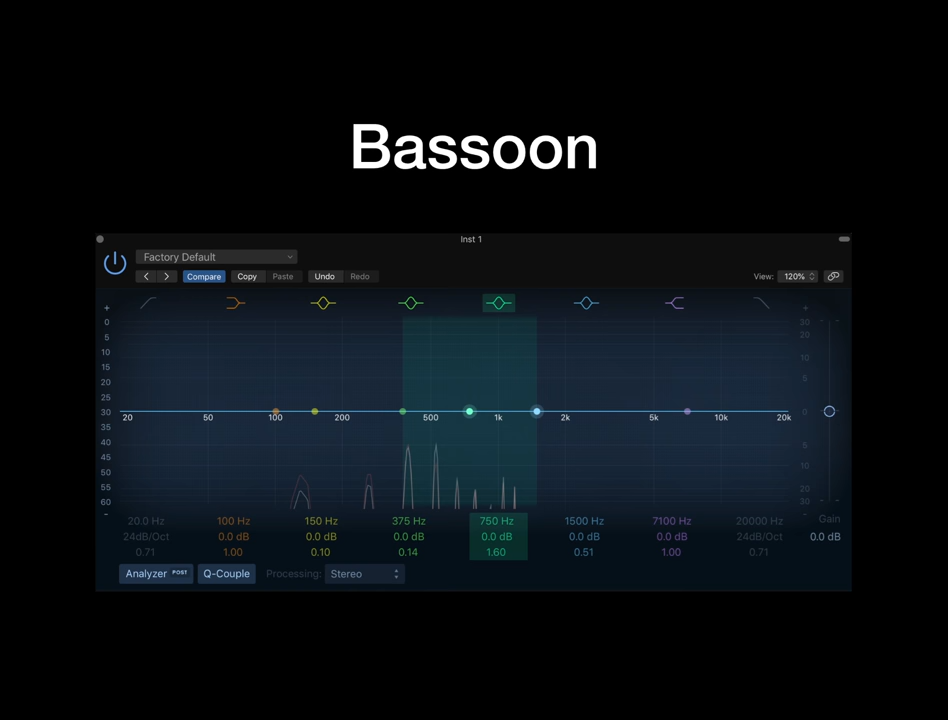 Bassoon
Inst 1
Factory Default
Compare Copy Paste Undo Redo View: 120%
+ +
0 30
5 20
10 10
15
20 5
25
30 20 50 100 200 500 1k 2k 5k 10k 20k 0
35
40
45 5
50 10
55 20
60 30
- -
20.0 Hz 100 Hz 150 Hz 375 Hz 750 Hz 1500 Hz 7100 Hz 20000 Hz Gain
24dB/Oct 0.0 dB 0.0 dB 0.0 dB 0.0 dB 0.0 dB 0.0 dB 24dB/Oct 0.0 dB
0.71 1.00 0.10 0.14 1.60 0.51 1.00 0.71
Analyzer POST Q-Couple Processing: Stereo